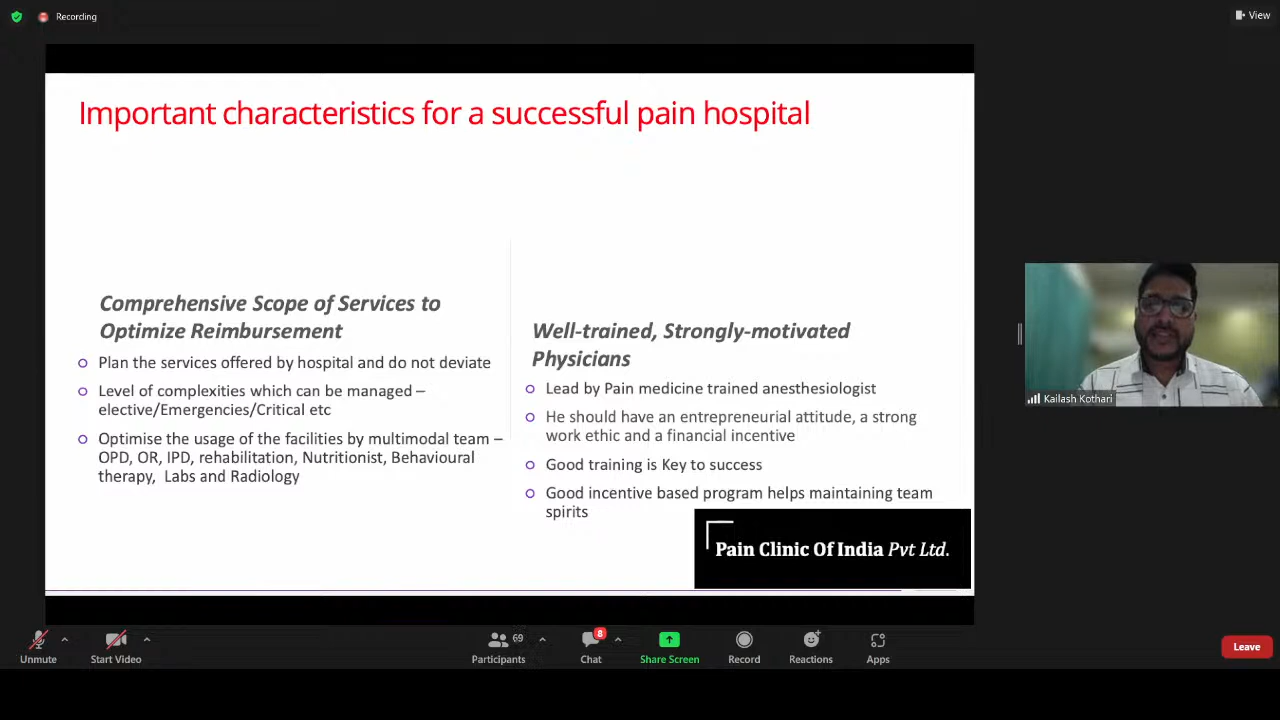 Recording
View
Important characteristics for a successful pain hospital
Comprehensive Scope of Services to
Optimize Reimbursement
Plan the services offered by hospital and do not deviate
Level of complexities which can be managed –
elective/Emergencies/Critical etc
Optimise the usage of the facilities by multimodal team –
OPD, OR, IPD, rehabilitation, Nutritionist, Behavioural
therapy, Labs and Radiology
Well-trained, Strongly-motivated
Physicians
Lead by Pain medicine trained anesthesiologist
He should have an entrepreneurial attitude, a strong
work ethic and a financial incentive
Good training is Key to success
Good incentive based program helps maintaining team
spirits
Pain Clinic Of India Pvt Ltd.
Kailash Kothari
Unmute
Start Video
Participants
69
Chat
8
Share Screen
Record
Reactions
Apps
Leave